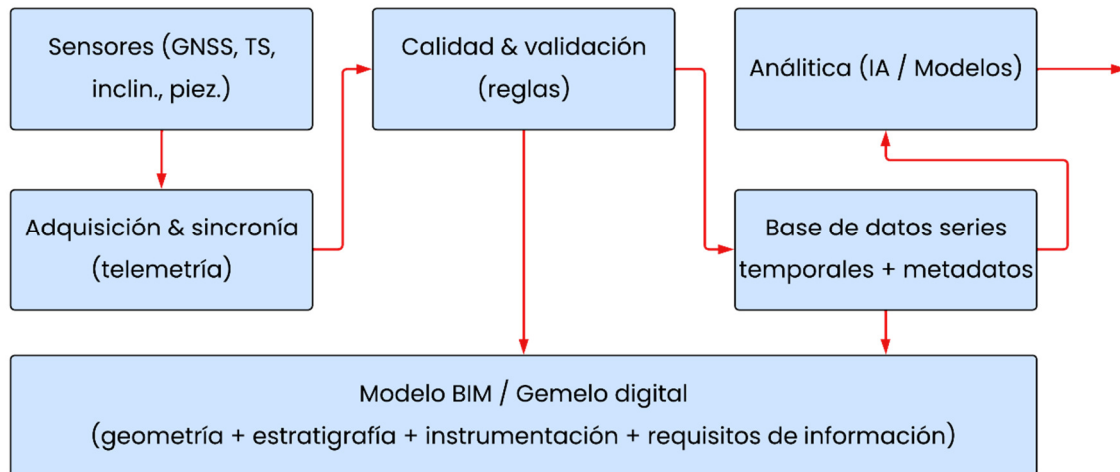 Sensores (GNSS, TS,
inclin., piez.)
Adquisición & sincronía
(telemetría)
Calidad & validación
(reglas)
Análitica (IA / Modelos)
Base de datos series
temporales + metadatos
Modelo BIM / Gemelo digital
(geometría + estratigrafía + instrumentación + requisitos de información)